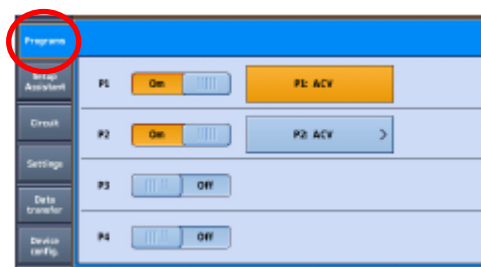 Programs
Setup
Assistant
P1 On P1: ACV
Circuit
P2 On P2: ACV >
Settings
P3 Off
Data
transfer
P4 Off
Device
config.